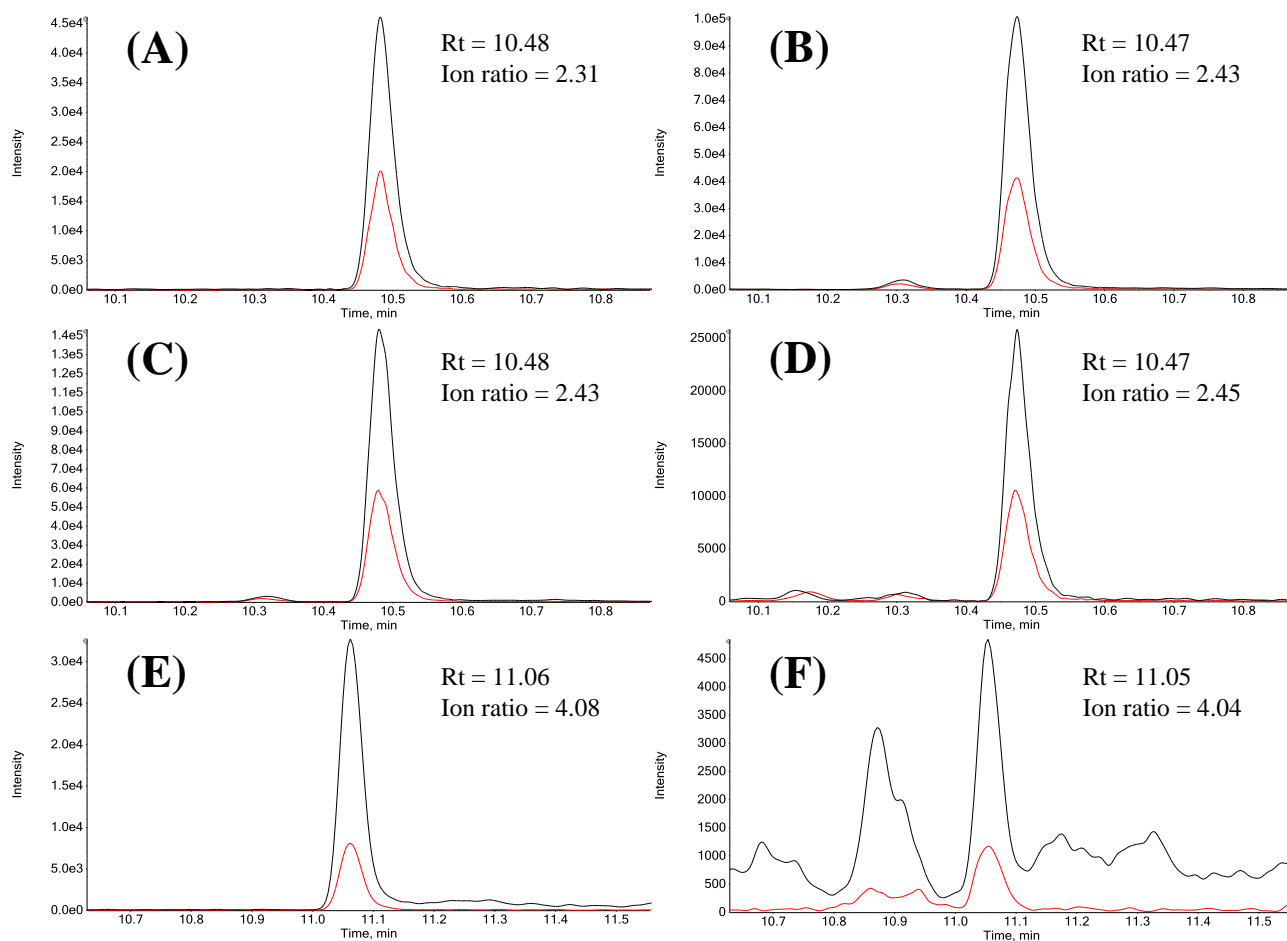 (A)
Rt = 10.48
Ion ratio = 2.31
4.5e4
4.0e4
3.5e4
3.0e4
2.5e4
2.0e4
1.5e4
1.0e4
5.0e3
0.0e0
Intensity
10.1 10.2 10.3 10.4 10.5 10.6 10.7 10.8
Time, min
(B)
Rt = 10.47
Ion ratio = 2.43
1.0e5
9.0e4
8.0e4
7.0e4
6.0e4
5.0e4
4.0e4
3.0e4
2.0e4
1.0e4
0.0e0
Intensity
10.1 10.2 10.3 10.4 10.5 10.6 10.7 10.8
Time, min
(C)
Rt = 10.48
Ion ratio = 2.43
1.4e5
1.3e5
1.2e5
1.1e5
1.0e5
9.0e4
8.0e4
7.0e4
6.0e4
5.0e4
4.0e4
3.0e4
2.0e4
1.0e4
0.0e0
Intensity
10.1 10.2 10.3 10.4 10.5 10.6 10.7 10.8
Time, min
(D)
Rt = 10.47
Ion ratio = 2.45
25000
20000
15000
10000
5000
0
Intensity
10.1 10.2 10.3 10.4 10.5 10.6 10.7 10.8
Time, min
(E)
Rt = 11.06
Ion ratio = 4.08
3.0e4
2.5e4
2.0e4
1.5e4
1.0e4
5.0e3
0.0e0
Intensity
10.7 10.8 10.9 11.0 11.1 11.2 11.3 11.4 11.5
Time, min
(F)
Rt = 11.05
Ion ratio = 4.04
4500
4000
3500
3000
2500
2000
1500
1000
500
0
Intensity
10.7 10.8 10.9 11.0 11.1 11.2 11.3 11.4 11.5
Time, min